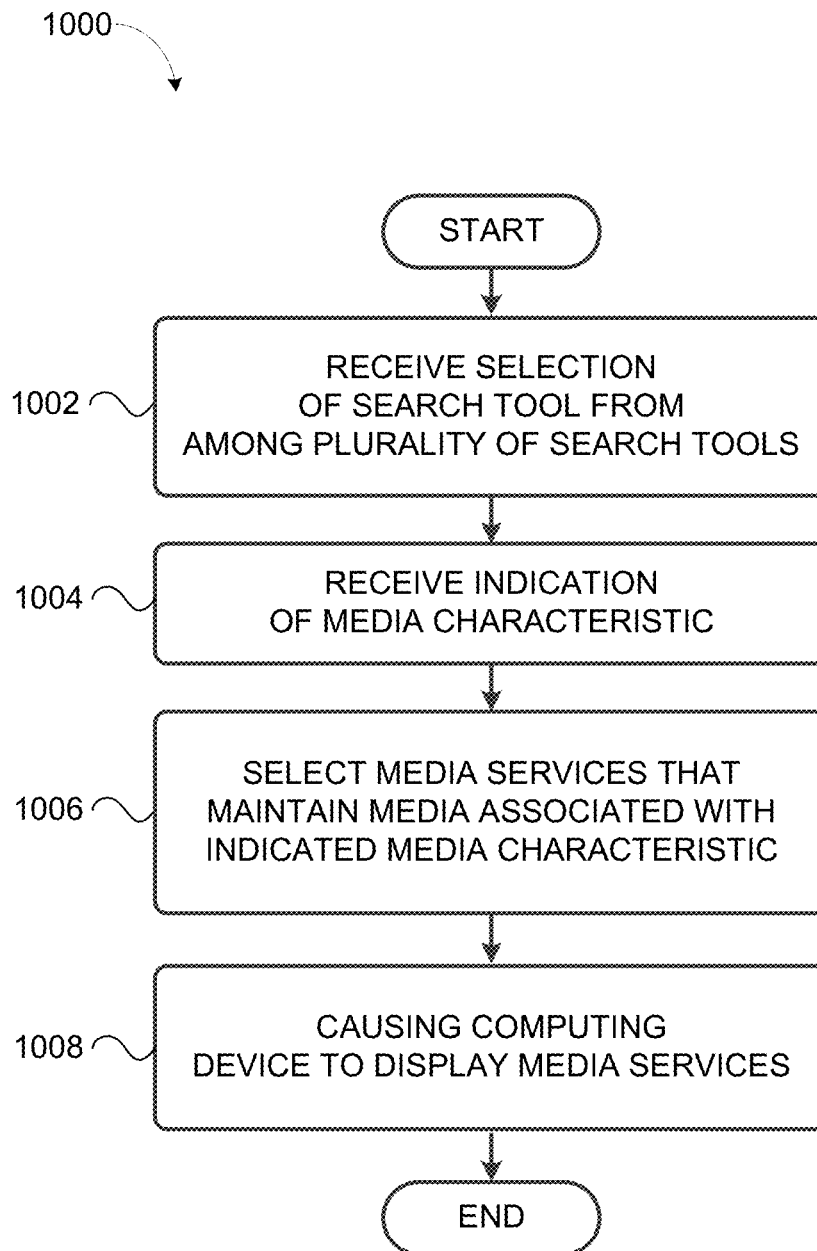 1000
START
1002
RECEIVE SELECTION
OF SEARCH TOOL FROM
AMONG PLURALITY OF SEARCH TOOLS
1004
RECEIVE INDICATION
OF MEDIA CHARACTERISTIC
1006
SELECT MEDIA SERVICES THAT
MAINTAIN MEDIA ASSOCIATED WITH
INDICATED MEDIA CHARACTERISTIC
1008
CAUSING COMPUTING
DEVICE TO DISPLAY MEDIA SERVICES
END